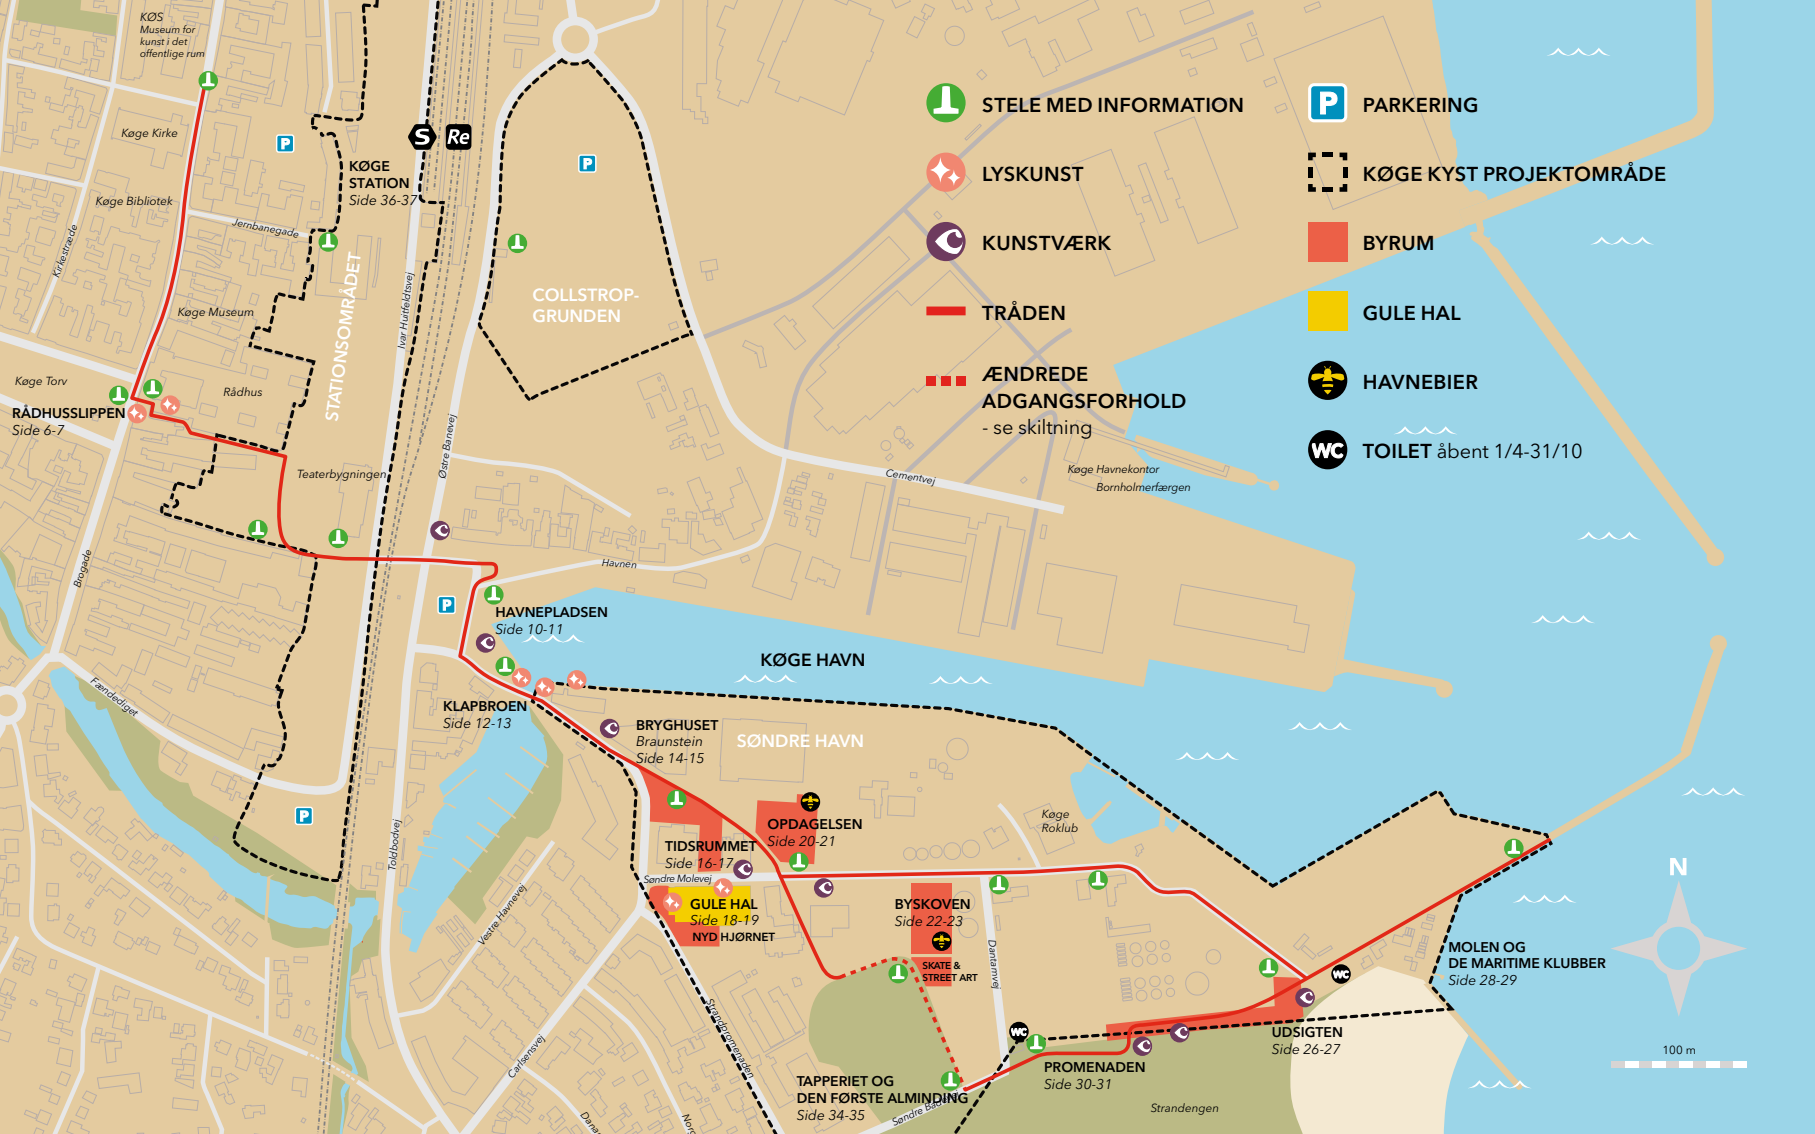 KØS
Museum for
kunst i det
offentlige rum
Køge Kirke
Køge Bibliotek
Kirkestræde
Jernbanegade
Køge Museum
Køge Torv
Rådhus
RÅDHUSSLIPPEN
Side 6-7
P
KØGE
STATION
Side 36-37
S
Re
STATIONSOMRÅDET
Ivar Huitfeldtsvej
Østre Banevej
Teaterbygningen
Brogade
Fændediget
P
P
COLLSTROP-
GRUNDEN
STELE MED INFORMATION
LYSKUNST
KUNSTVÆRK
TRÅDEN
ÆNDREDE
ADGANGSFORHOLD
- se skiltning
P
PARKERING
KØGE KYST PROJEKTOMRÅDE
BYRUM
GULE HAL
HAVNEBIER
WC
TOILET åbent 1/4-31/10
Cementvej
Køge Havnekontor
Bornholmerfærgen
Havnen
P
HAVNEPLADSEN
Side 10-11
KØGE HAVN
KLAPBROEN
Side 12-13
BRYGHUSET
Braunstein
Side 14-15
SØNDRE HAVN
OPDAGELSEN
Side 20-21
TIDSRUMMET
Side 16-17
Søndre Molevej
GULE HAL
Side 18-19
NYD HJØRNET
Køge
Roklub
BYSKOVEN
Side 22-23
SKATE &
STREET ART
Dantamvej
Toldbodvej
Vestre Havnevej
Carlsensvej
Strandpromenaden
WC
WC
MOLEN OG
DE MARITIME KLUBBER
Side 28-29
UDSIGTEN
Side 26-27
PROMENADEN
Side 30-31
TAPPERIET OG
DEN FØRSTE ALMINDING
Side 34-35
Strandengen
N
100 m